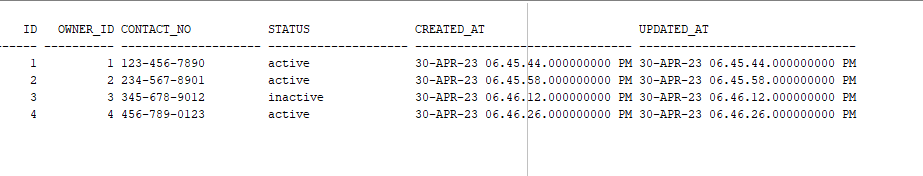 ID OWNER_ID CONTACT_NO STATUS CREATED_AT UPDATED_AT
------ ---------- -------------------- -------------------- ------------------------------- -------------------------------
1 1 123-456-7890 active 30-APR-23 06.45.44.000000000 PM 30-APR-23 06.45.44.000000000 PM
2 2 234-567-8901 active 30-APR-23 06.45.58.000000000 PM 30-APR-23 06.45.58.000000000 PM
3 3 345-678-9012 inactive 30-APR-23 06.46.12.000000000 PM 30-APR-23 06.46.12.000000000 PM
4 4 456-789-0123 active 30-APR-23 06.46.26.000000000 PM 30-APR-23 06.46.26.000000000 PM